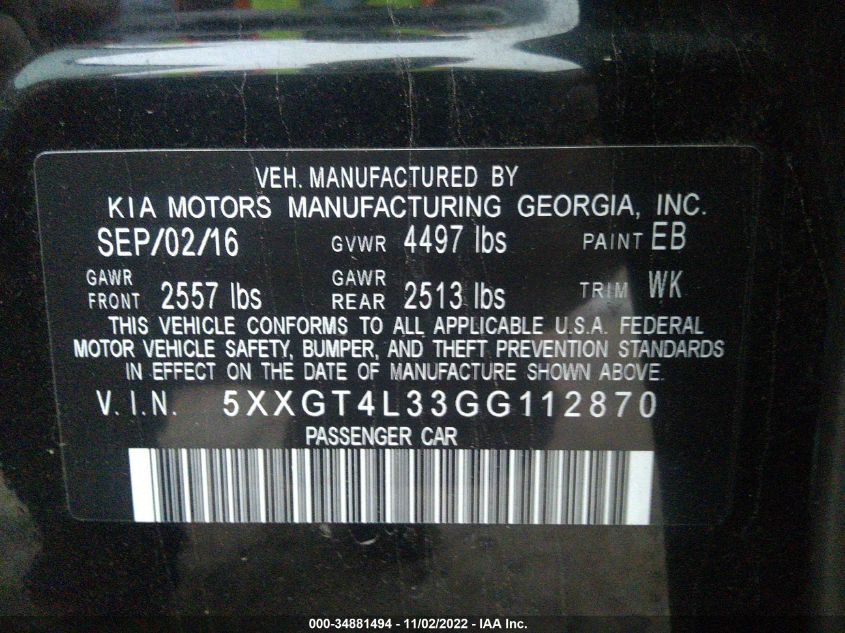 VEH. MANUFACTURED BY
KIA MOTORS MANUFACTURING GEORGIA, INC.
SEP/02/16 GVWR 4497 lbs PAINT EB
GAWR FRONT 2557 lbs GAWR REAR 2513 lbs TRIM WK
THIS VEHICLE CONFORMS TO ALL APPLICABLE U.S.A. FEDERAL
MOTOR VEHICLE SAFETY, BUMPER, AND THEFT PREVENTION STANDARDS
IN EFFECT ON THE DATE OF MANUFACTURE SHOWN ABOVE.
V.I.N. 5XXGT4L33GG112870
PASSENGER CAR
000-34881494 - 11/02/2022 - IAA Inc.